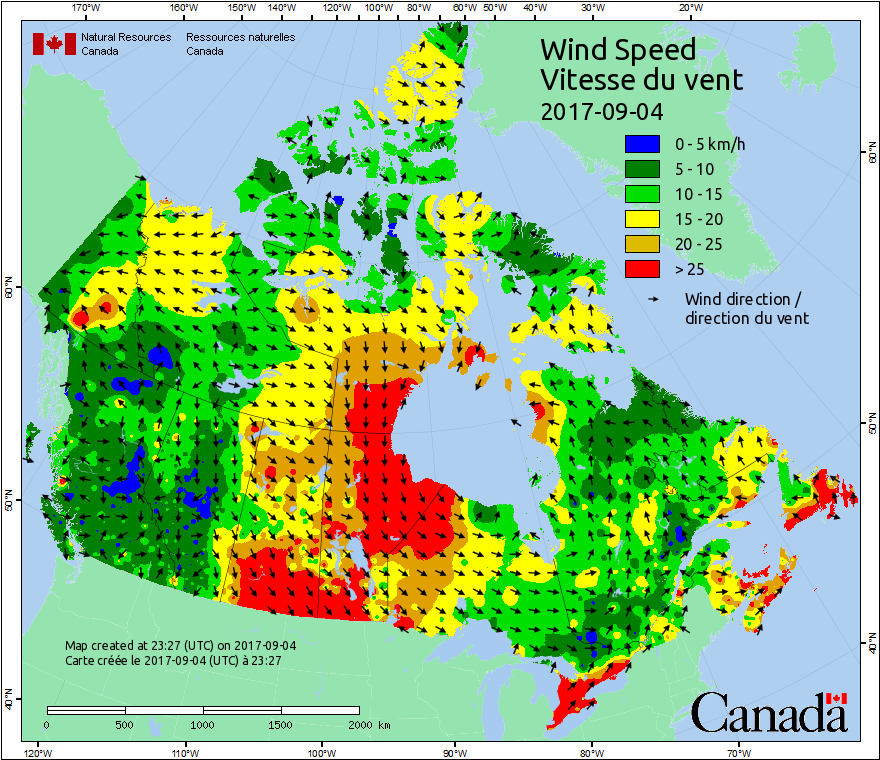 170°W 160°W 150°W 140°W 120°W 100°W 80°W 60°W 50°W 40°W 30°W 20°W
Natural Resources Ressources naturelles
Canada Canada
Wind Speed
Vitesse du vent
2017-09-04
0 - 5 km/h
5 - 10
10 - 15
15 - 20
20 - 25
> 25
Wind direction /
direction du vent
60°N 60°N
50°N 50°N
40°N 40°N
Map created at 23:27 (UTC) on 2017-09-04
Carte créée le 2017-09-04 (UTC) à 23:27
0 500 1000 1500 2000 km
Canada
120°W 110°W 100°W 90°W 80°W 70°W